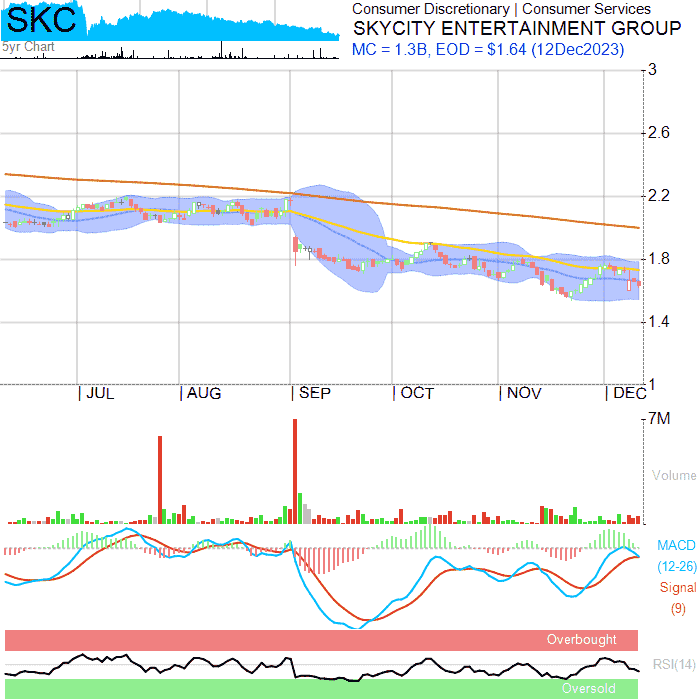 SKC
5yr Chart
Consumer Discretionary | Consumer Services
SKYCITY ENTERTAINMENT GROUP
MC = 1.3B, EOD = $1.64 (12Dec2023)
3
2.6
2.2
1.8
1.4
1
JUL
AUG
SEP
OCT
NOV
DEC
7M
Volume
MACD
(12-26)
Signal
(9)
Overbought
RSI(14)
Oversold